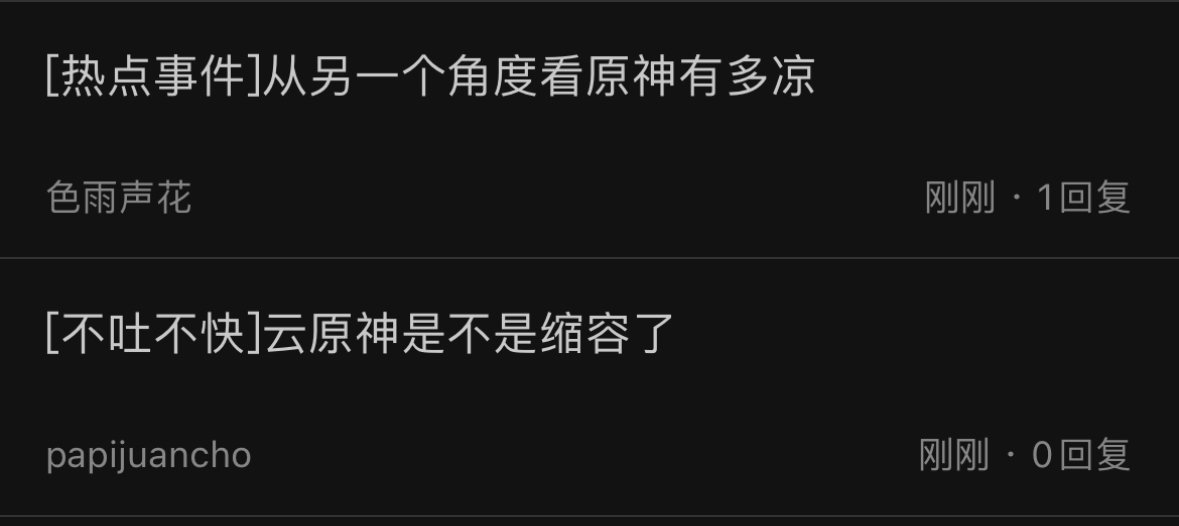 [热点事件]从另一个角度看原神有多凉
色雨声花 刚刚 · 1回复
[不吐不快]云原神是不是缩容了
papijuancho 刚刚 · 0回复